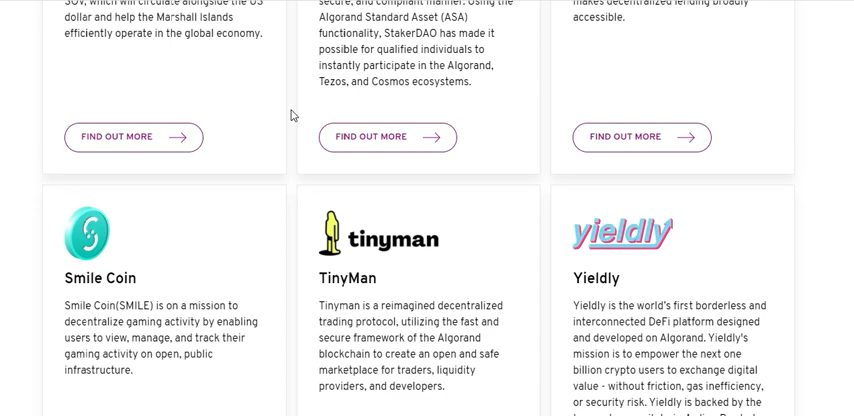 SOV, which will circulate alongside the US
dollar and help the Marshall Islands
efficiently operate in the global economy.
FIND OUT MORE
secure, and compliant manner. Using the
Algorand Standard Asset (ASA)
functionality, StakerDAO has made it
possible for qualified individuals to
instantly participate in the Algorand,
Tezos, and Cosmos ecosystems.
FIND OUT MORE
makes decentralized lending broadly
accessible.
FIND OUT MORE
Smile Coin
Smile Coin(SMILE) is on a mission to
decentralize gaming activity by enabling
users to view, manage, and track their
gaming activity on open, public
infrastructure.
tinyman
TinyMan
Tinyman is a reimagined decentralized
trading protocol, utilizing the fast and
secure framework of the Algorand
blockchain to create an open and safe
marketplace for traders, liquidity
providers, and developers.
yieldly
Yieldly
Yieldly is the world's first borderless and
interconnected DeFi platform designed
and developed on Algorand. Yieldly's
mission is to empower the next one
billion crypto users to exchange digital
value - without friction, gas inefficiency,
or security risk. Yieldly is backed by the